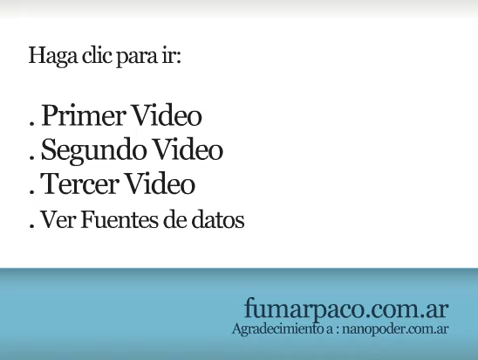 Haga clic para ir:
. Primer Video
. Segundo Video
. Tercer Video
. Ver Fuentes de datos
fumarpaco.com.ar
Agradecimiento a : nanopoder.com.ar